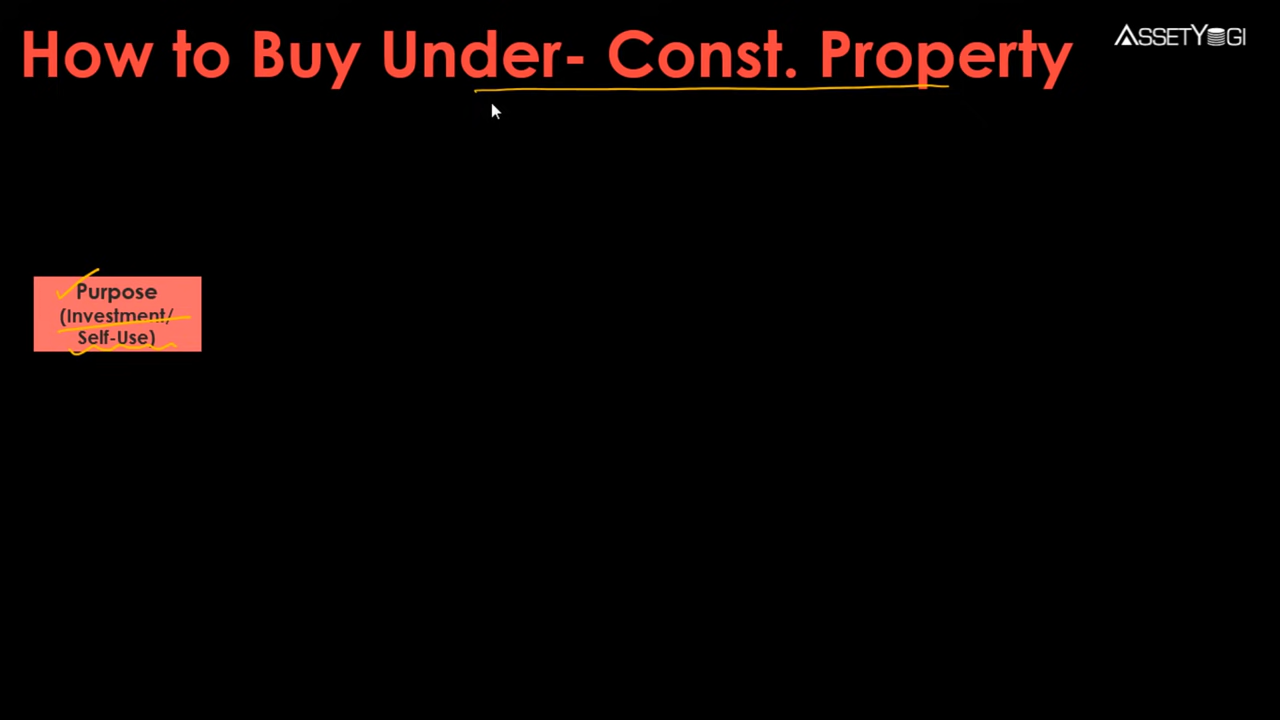 How to Buy Under- Const. Property
ASSETYOGI
Purpose
(Investment/
Self-Use)